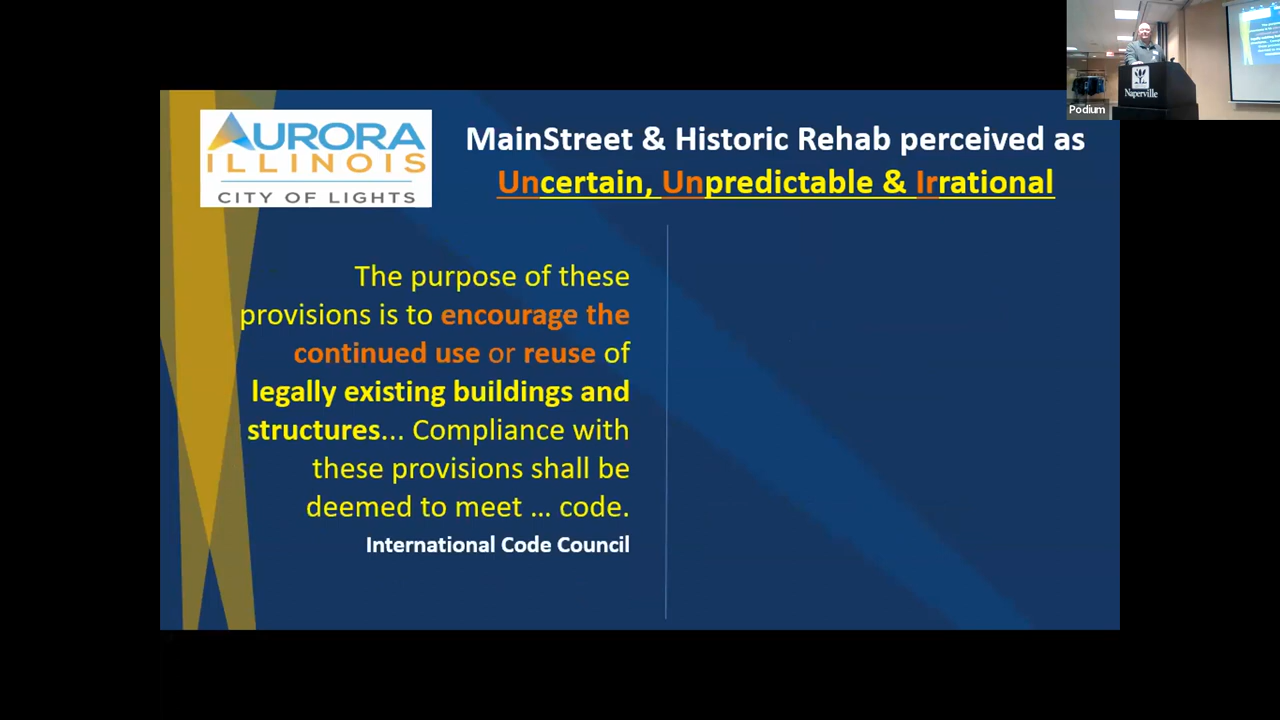 AURORA
ILLINOIS
CITY OF LIGHTS
MainStreet & Historic Rehab perceived as
Uncertain, Unpredictable & Irrational
The purpose of these
provisions is to encourage the
continued use or reuse of
legally existing buildings and
structures... Compliance with
these provisions shall be
deemed to meet ... code.
International Code Council
Naperville
Podium